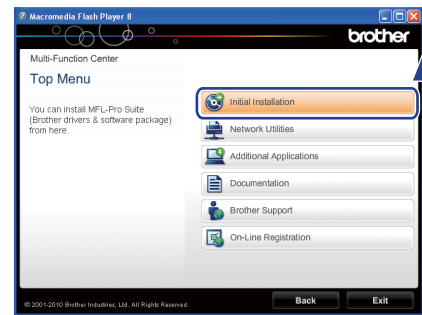 Macromedia Flash Player 8
brother
Multi-Function Center
Top Menu
You can install MFL-Pro Suite
(Brother drivers & software package)
from here.
Initial Installation
Network Utilities
Additional Applications
Documentation
Brother Support
On-Line Registration
© 2001-2010 Brother Industries, Ltd. All Rights Reserved.
Back
Exit